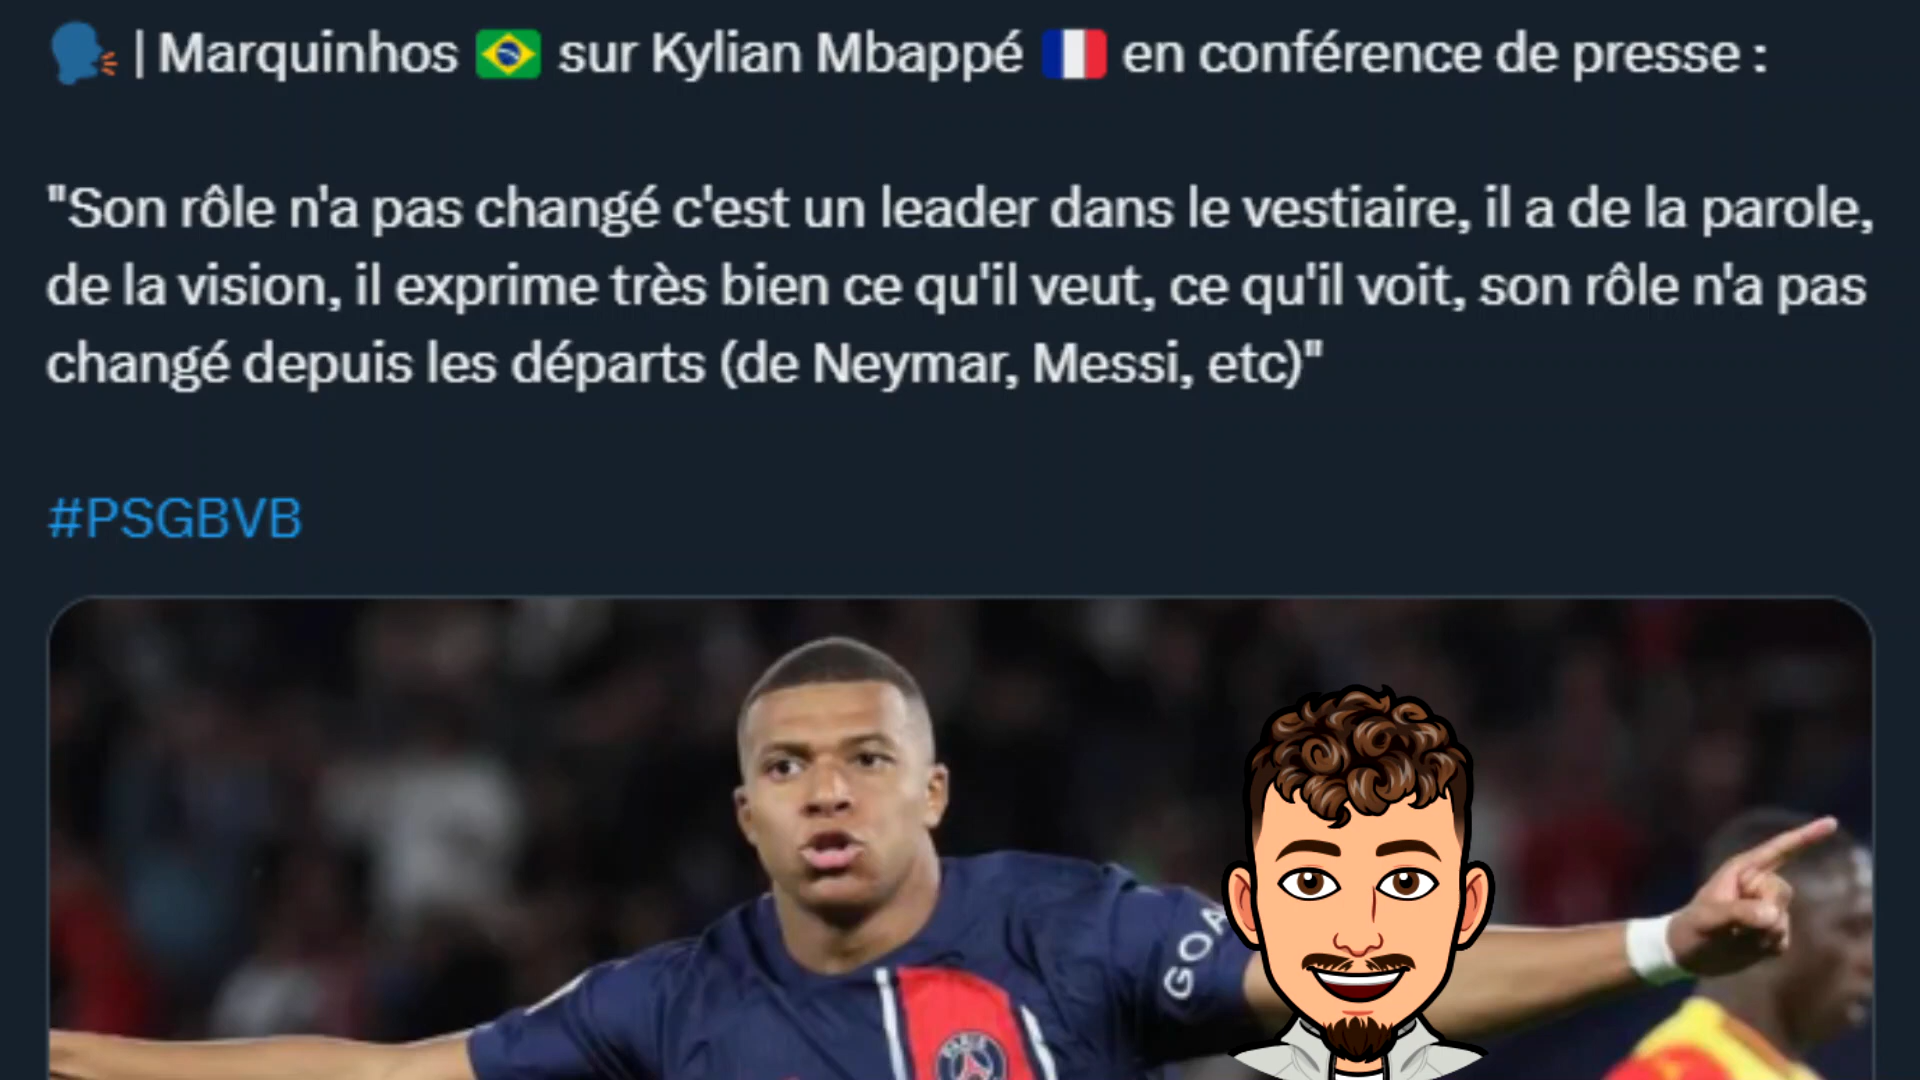 🗣️ | Marquinhos 🇧🇷 sur Kylian Mbappé 🇫🇷 en conférence de presse :
"Son rôle n'a pas changé c'est un leader dans le vestiaire, il a de la parole,
de la vision, il exprime très bien ce qu'il veut, ce qu'il voit, son rôle n'a pas
changé depuis les départs (de Neymar, Messi, etc)"
#PSGBVB
GOA
PARIS